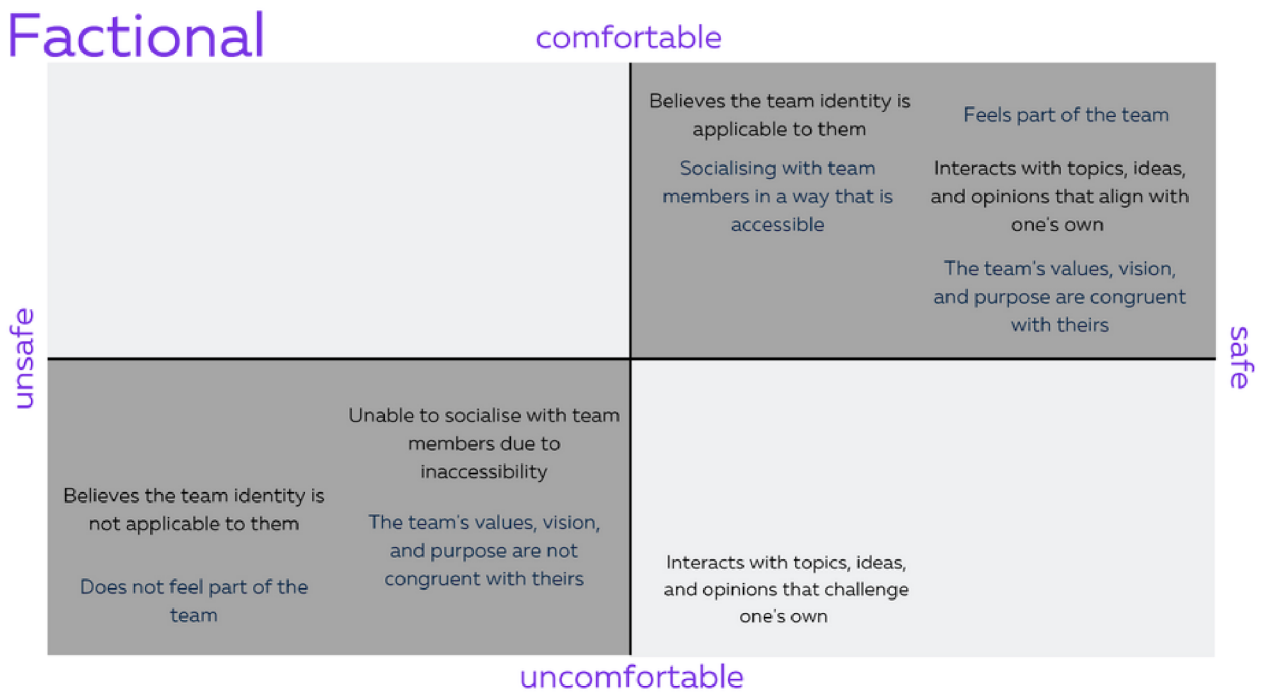 Factional
comfortable
Believes the team identity is
applicable to them
Feels part of the team
Socialising with team
members in a way that is
accessible
Interacts with topics, ideas,
and opinions that align with
one's own
The team's values, vision,
and purpose are congruent
with theirs
unsafe
safe
Unable to socialise with team
members due to
inaccessibility
Believes the team identity is
not applicable to them
The team's values, vision,
and purpose are not
congruent with theirs
Does not feel part of the
team
Interacts with topics, ideas,
and opinions that challenge
one's own
uncomfortable